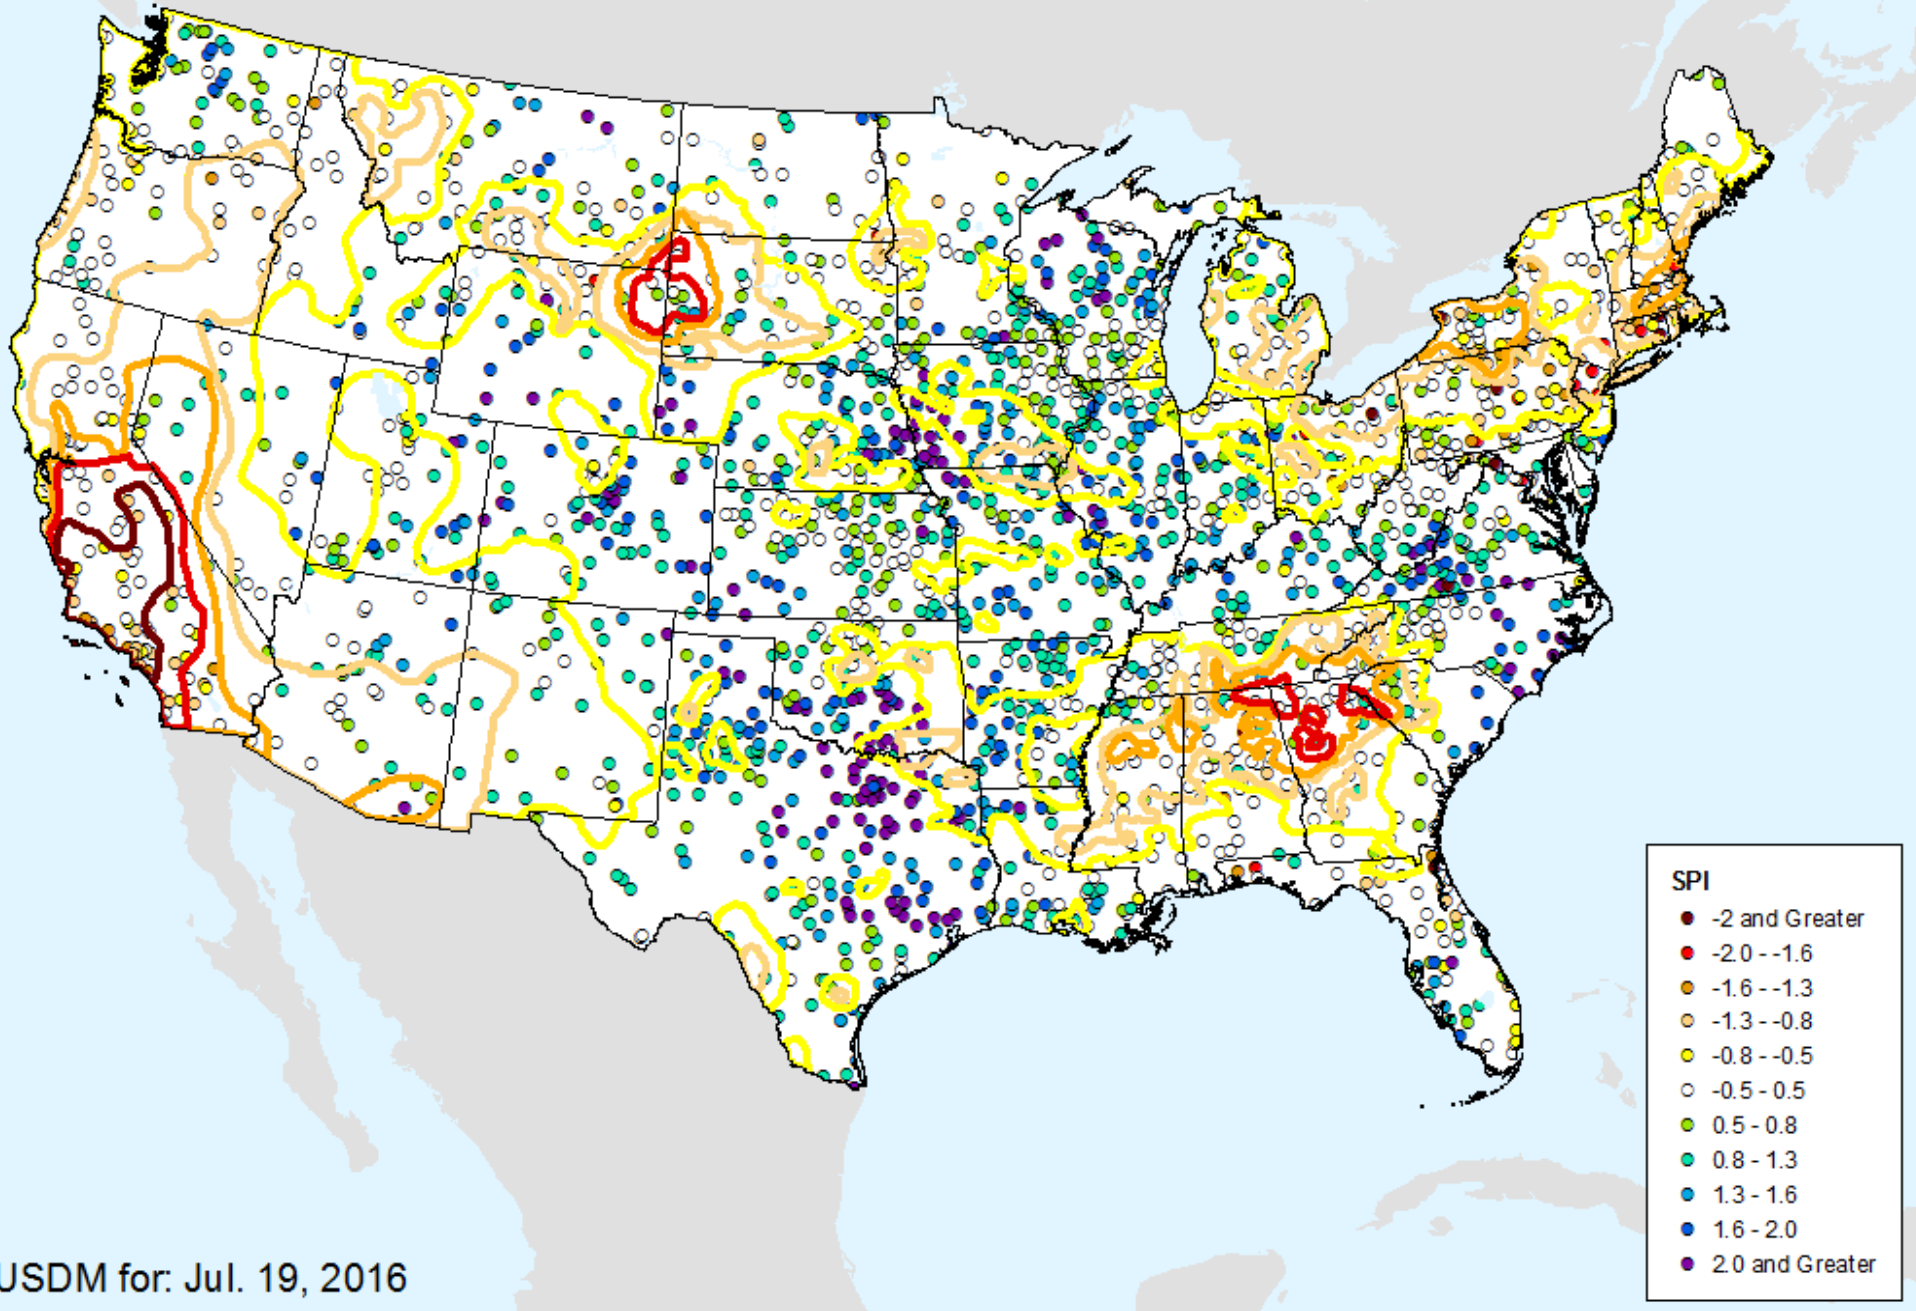 SPI
-2 and Greater
-2.0 - -1.6
-1.6 - -1.3
-1.3 - -0.8
-0.8 - -0.5
-0.5 - 0.5
0.5 - 0.8
0.8 - 1.3
1.3 - 1.6
1.6 - 2.0
2.0 and Greater
USDM for: Jul. 19, 2016